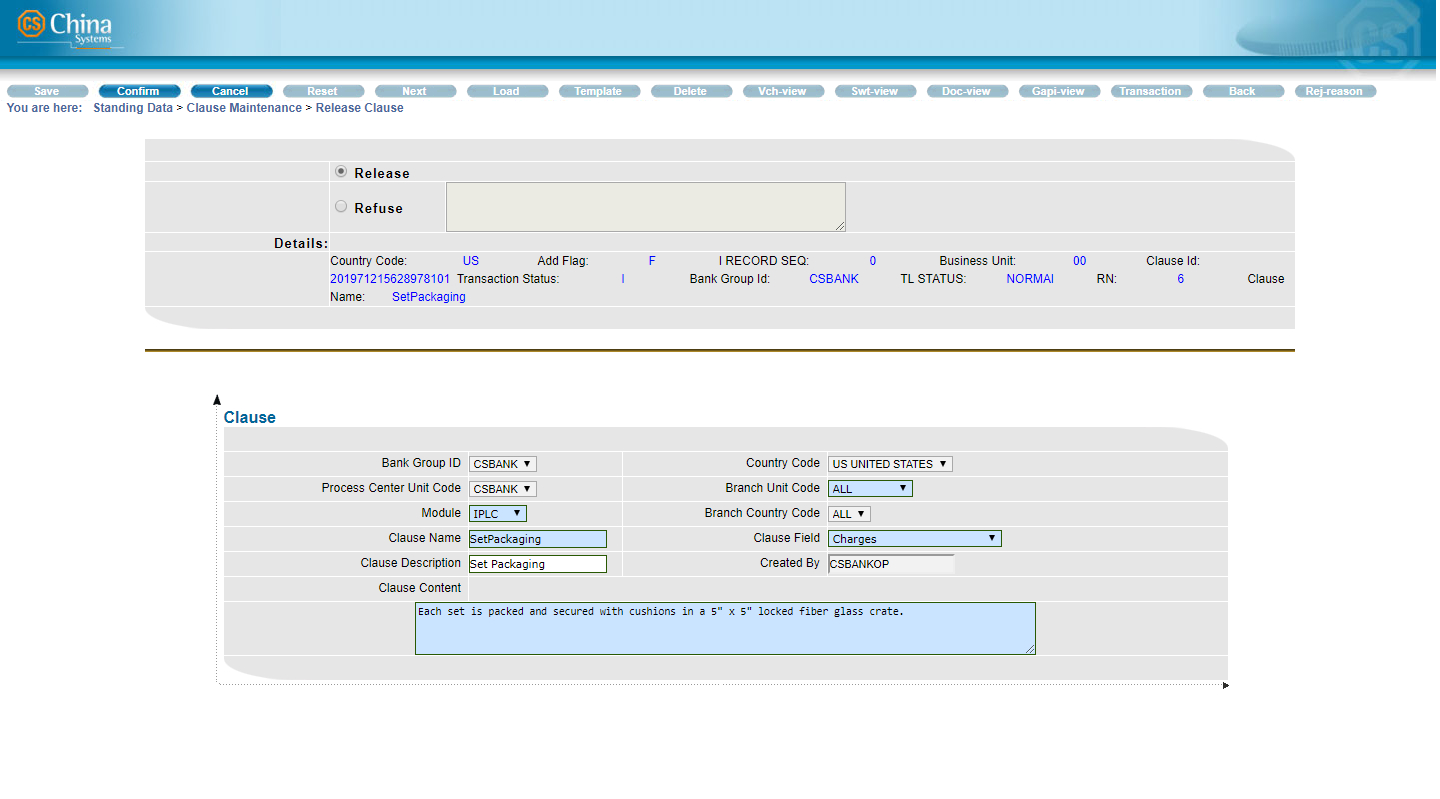 CS China
Systems
Save Confirm Cancel Reset Next Load Template Delete Vch-view Swt-view Doc-view Gapi-view Transaction Back Rej-reason
You are here: Standing Data > Clause Maintenance > Release Clause
Release
Refuse
Details:
Country Code: US Add Flag: F I RECORD SEQ: 0 Business Unit: 00 Clause Id:
201971215628978101 Transaction Status: I Bank Group Id: CSBANK TL STATUS: NORMAI RN: 6 Clause
Name: SetPackaging
Clause
Bank Group ID CSBANK Country Code US UNITED STATES
Process Center Unit Code CSBANK Branch Unit Code ALL
Module IPLC Branch Country Code ALL
Clause Name SetPackaging Clause Field Charges
Clause Description Set Packaging Created By CSBANKOP
Clause Content
Each set is packed and secured with cushions in a 5" x 5" locked fiber glass crate.